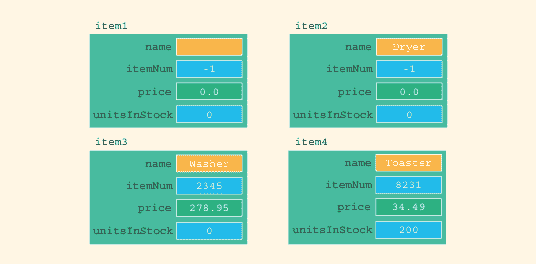 item1
name
itemNum -1
price 0.0
unitsInStock 0
item2
name Dryer
itemNum -1
price 0.0
unitsInStock 0
item3
name Washer
itemNum 2345
price 278.95
unitsInStock 0
item4
name Toaster
itemNum 8231
price 34.49
unitsInStock 200